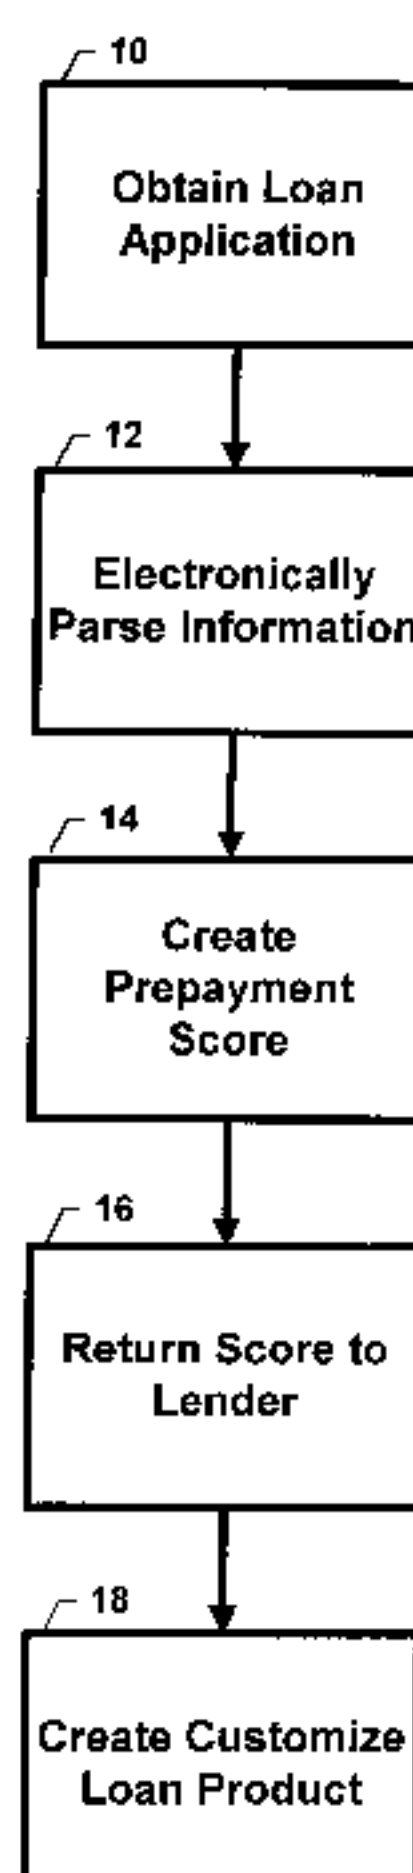 10
Obtain Loan
Application
12
Electronically
Parse Information
14
Create
Prepayment
Score
16
Return Score to
Lender
18
Create Customize
Loan Product